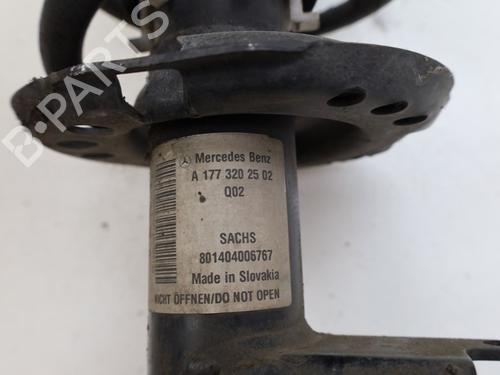 B-PARTS
Mercedes Benz
A 177 320 25 02
Q02
SACHS
801404006767
Made in Slovakia
NICHT ÖFFNEN/DO NOT OPEN